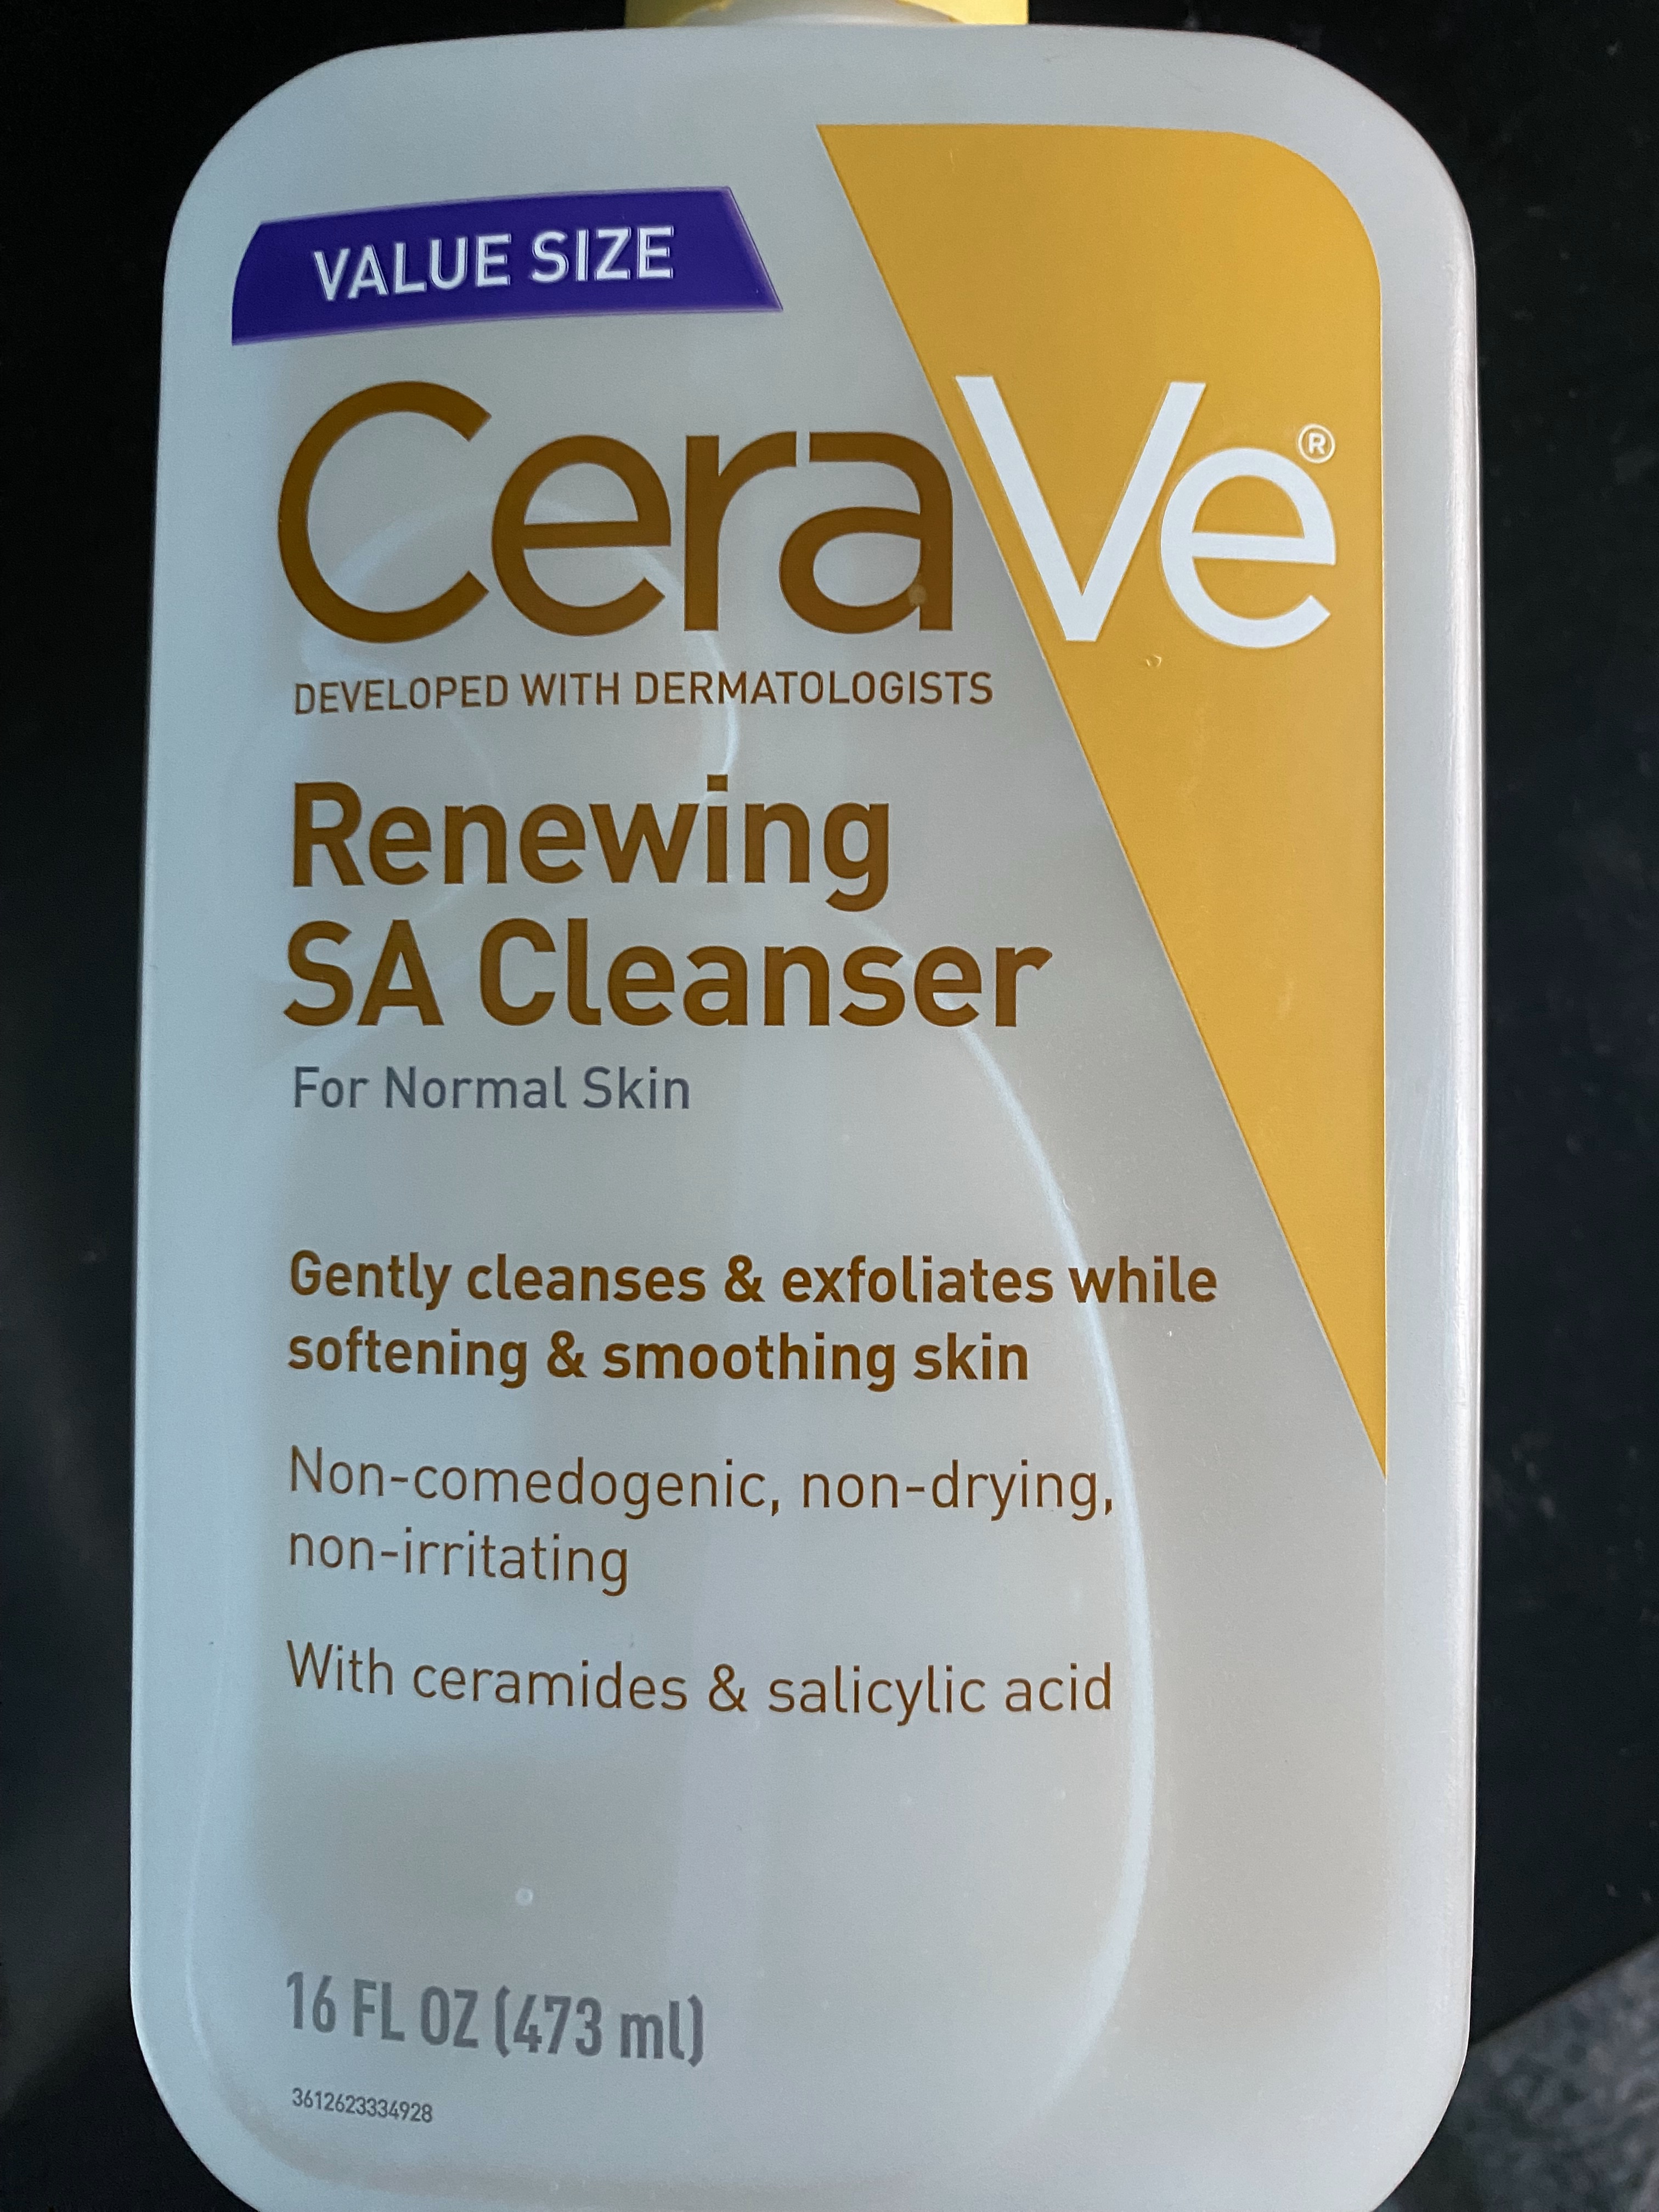 VALUE SIZE
CeraVe®
DEVELOPED WITH DERMATOLOGISTS
Renewing
SA Cleanser
For Normal Skin
Gently cleanses & exfoliates while
softening & smoothing skin
Non-comedogenic, non-drying,
non-irritating
With ceramides & salicylic acid
16 FL OZ (473 ml)
3612623334928